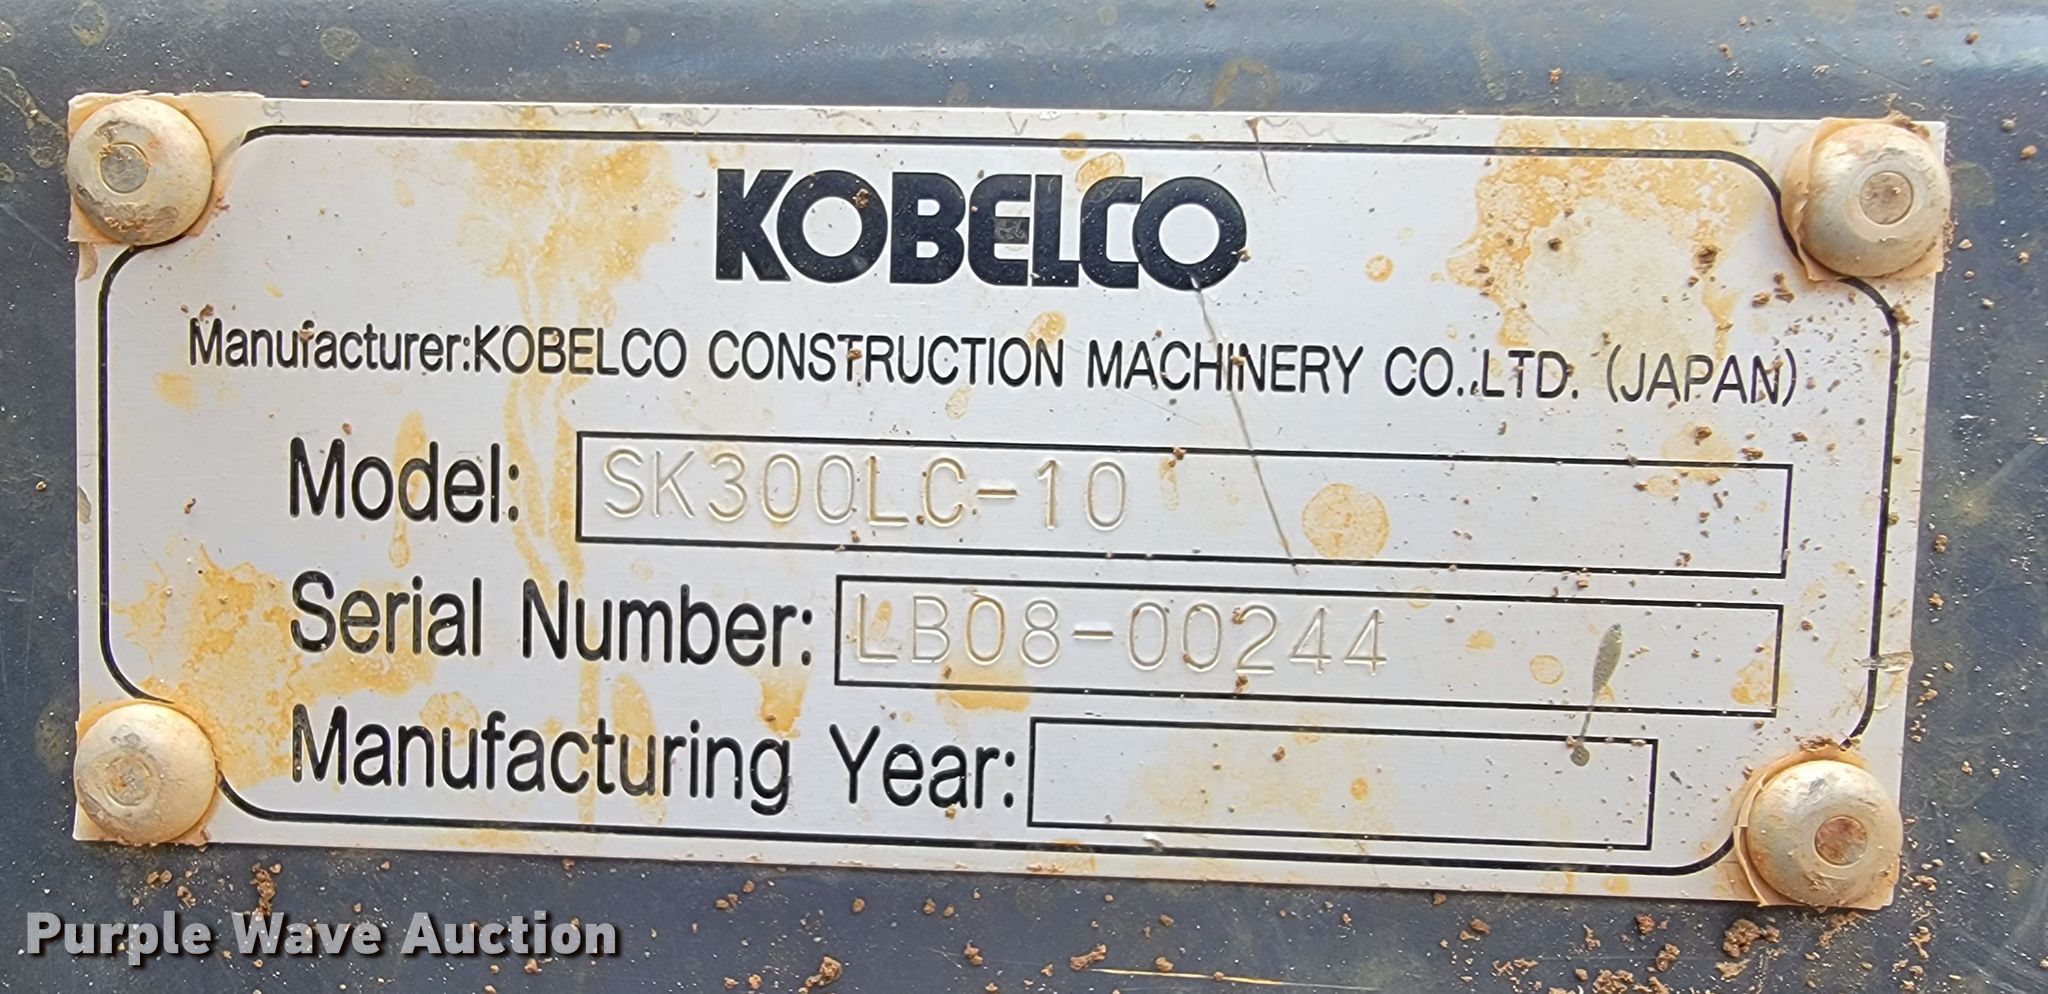 KOBELCO
Manufacturer:KOBELCO CONSTRUCTION MACHINERY CO.,LTD. (JAPAN)
Model: SK300LC-10
Serial Number: LB08-00244
Manufacturing Year:
Purple Wave Auction